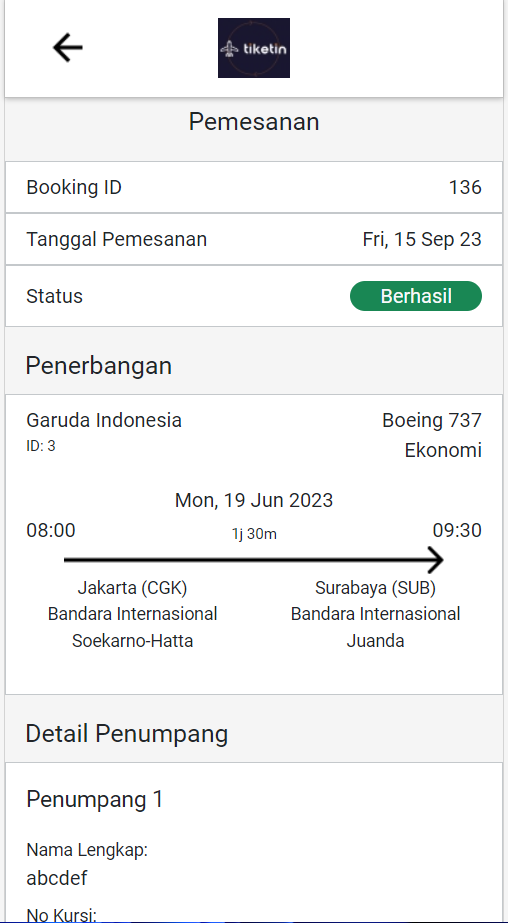 tiketin
Pemesanan
Booking ID 136
Tanggal Pemesanan Fri, 15 Sep 23
Status Berhasil
Penerbangan
Garuda Indonesia Boeing 737
ID: 3 Ekonomi
Mon, 19 Jun 2023
08:00 1j 30m 09:30
Jakarta (CGK) Surabaya (SUB)
Bandara Internasional Bandara Internasional
Soekarno-Hatta Juanda
Detail Penumpang
Penumpang 1
Nama Lengkap:
abcdef
No Kursi: